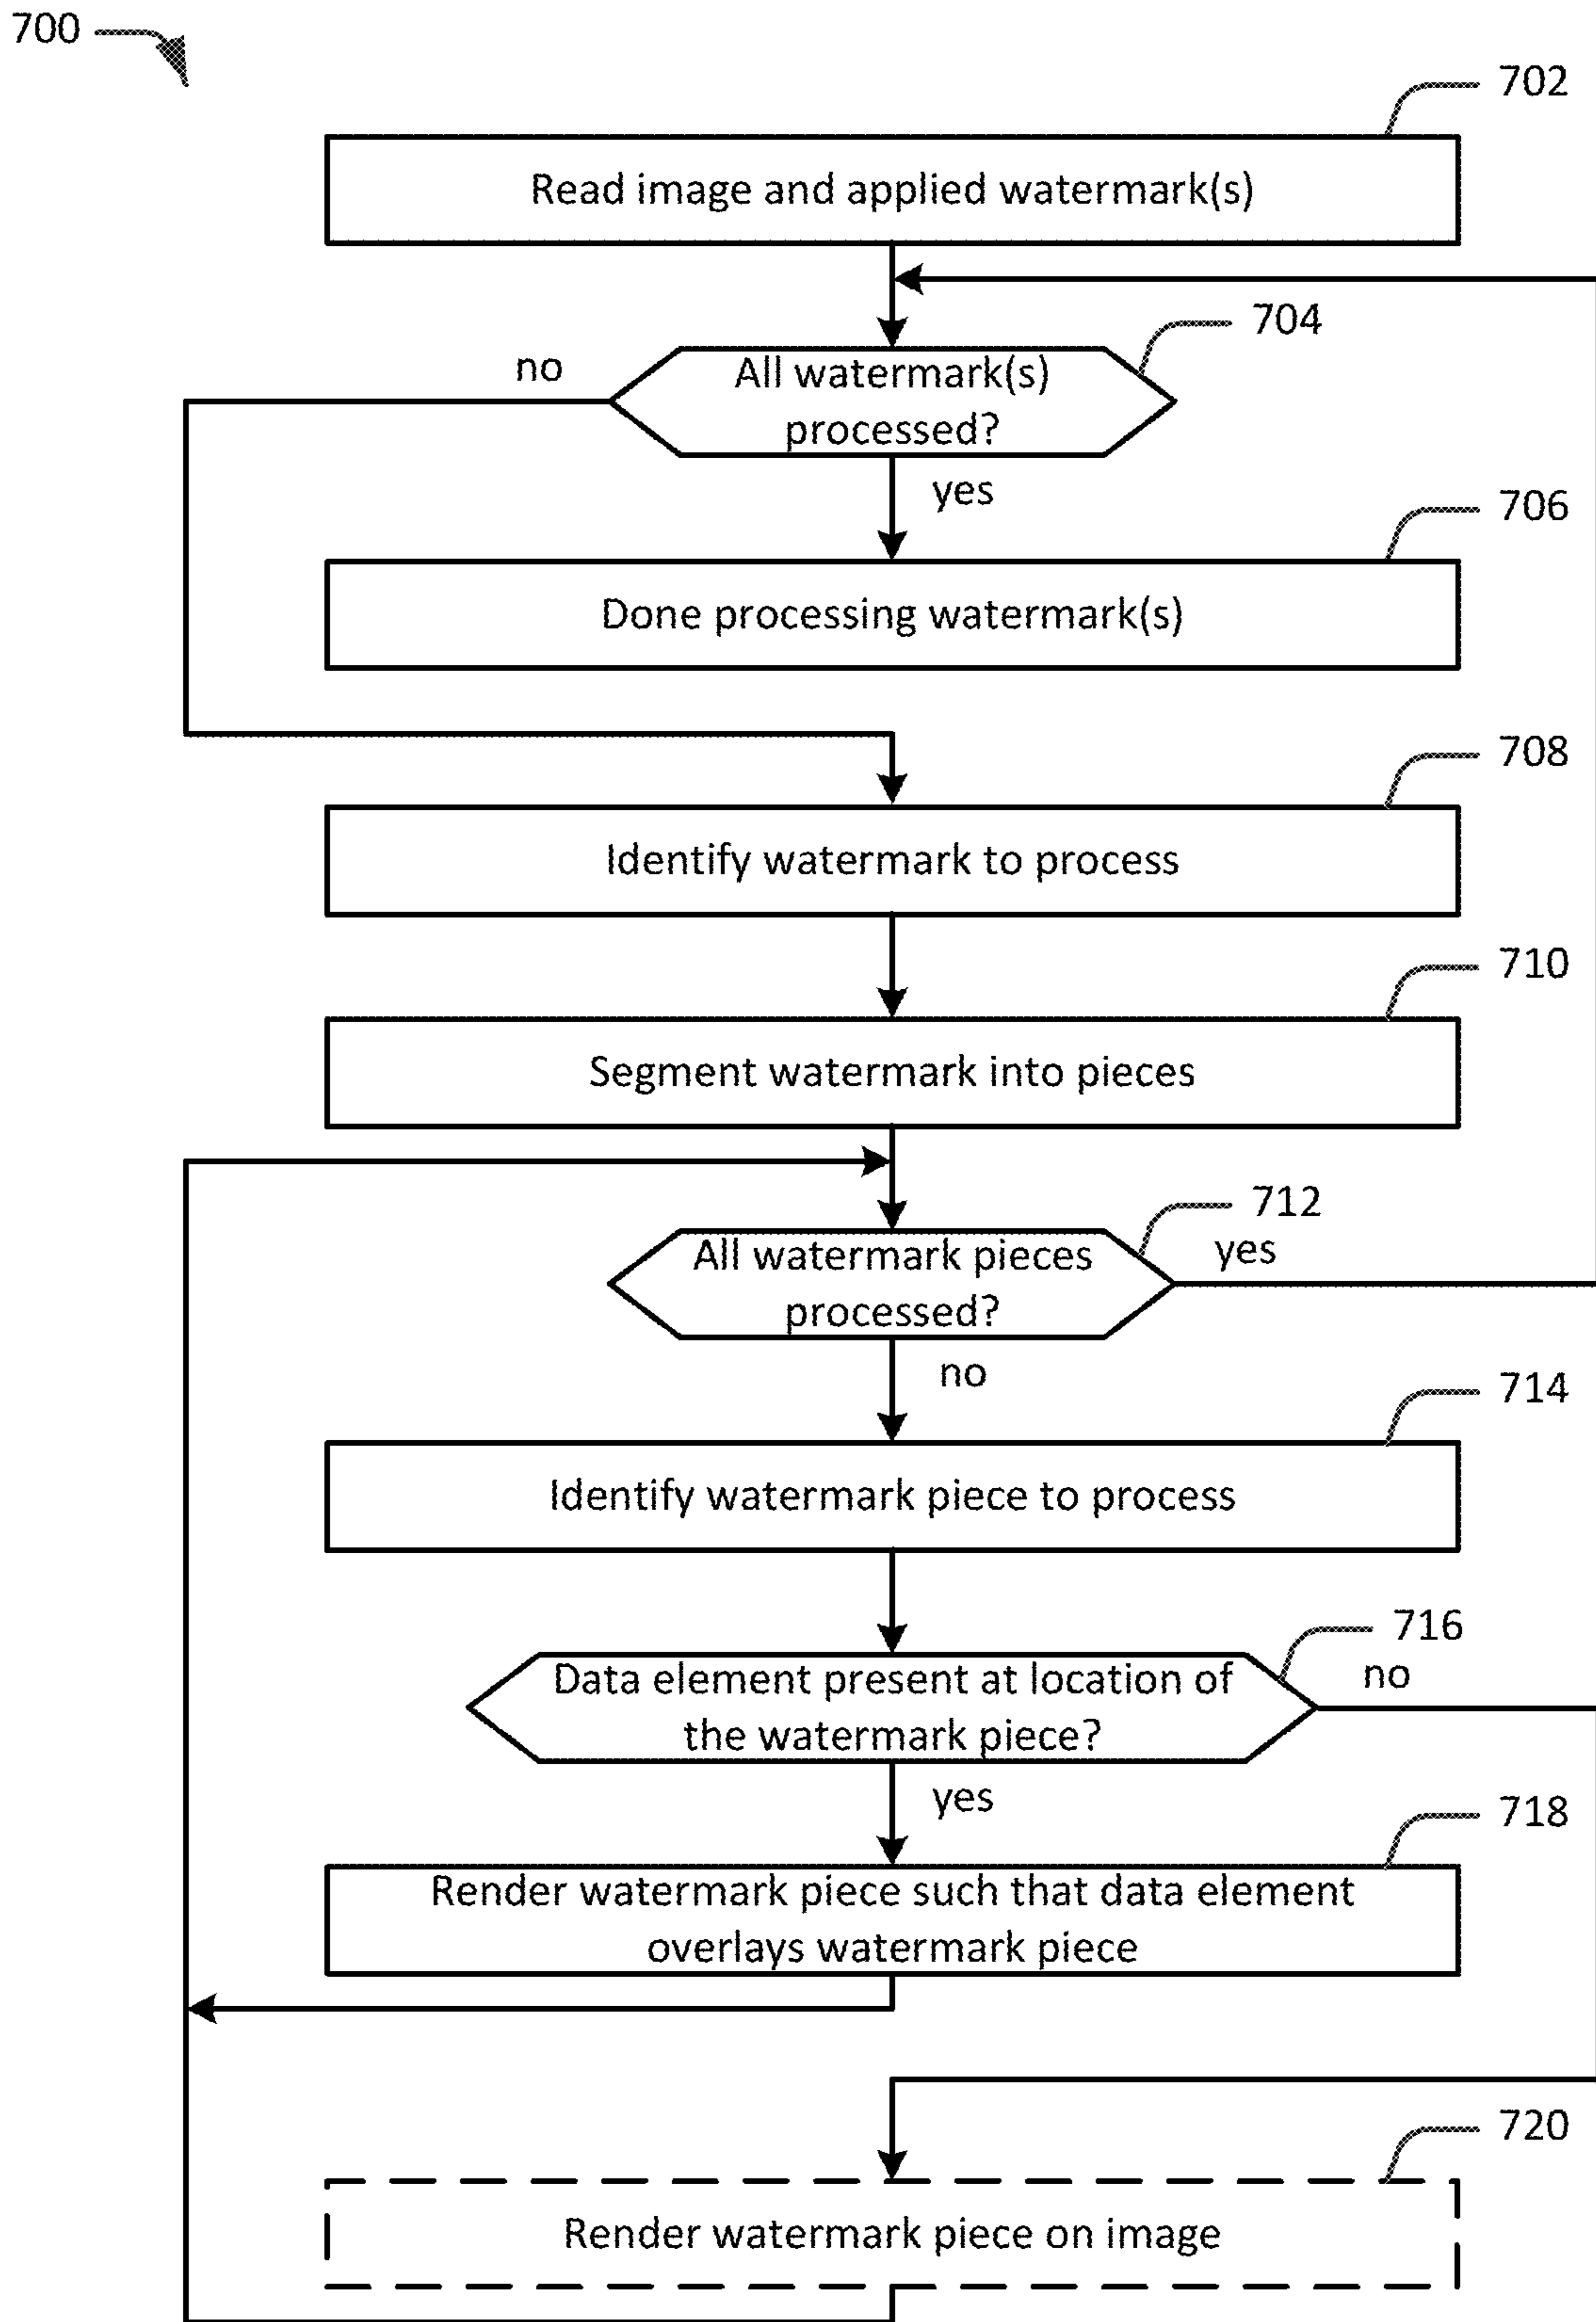 700
702
Read image and applied watermark(s)
704
no
All watermark(s)
processed?
yes
706
Done processing watermark(s)
708
Identify watermark to process
710
Segment watermark into pieces
712
All watermark pieces
processed?
yes
no
714
Identify watermark piece to process
716
Data element present at location of
the watermark piece?
no
yes
718
Render watermark piece such that data element
overlays watermark piece
720
Render watermark piece on image